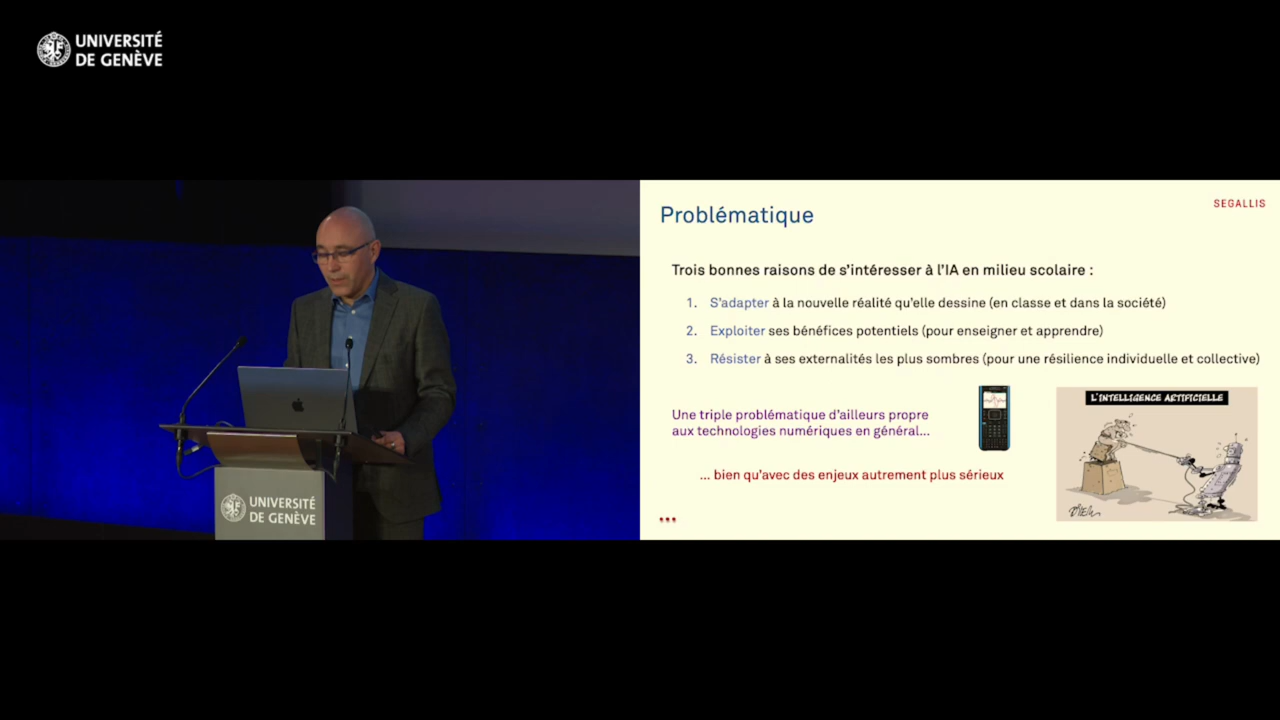 UNIVERSITÉ
DE GENÈVE
UNIVERSITÉ
DE GENÈVE
SEGALLIS
Problématique
Trois bonnes raisons de s'intéresser à l'IA en milieu scolaire :
1. S'adapter à la nouvelle réalité qu'elle dessine (en classe et dans la société)
2. Exploiter ses bénéfices potentiels (pour enseigner et apprendre)
3. Résister à ses externalités les plus sombres (pour une résilience individuelle et collective)
Une triple problématique d'ailleurs propre
aux technologies numériques en général...
... bien qu'avec des enjeux autrement plus sérieux
L'INTELLIGENCE ARTIFICIELLE